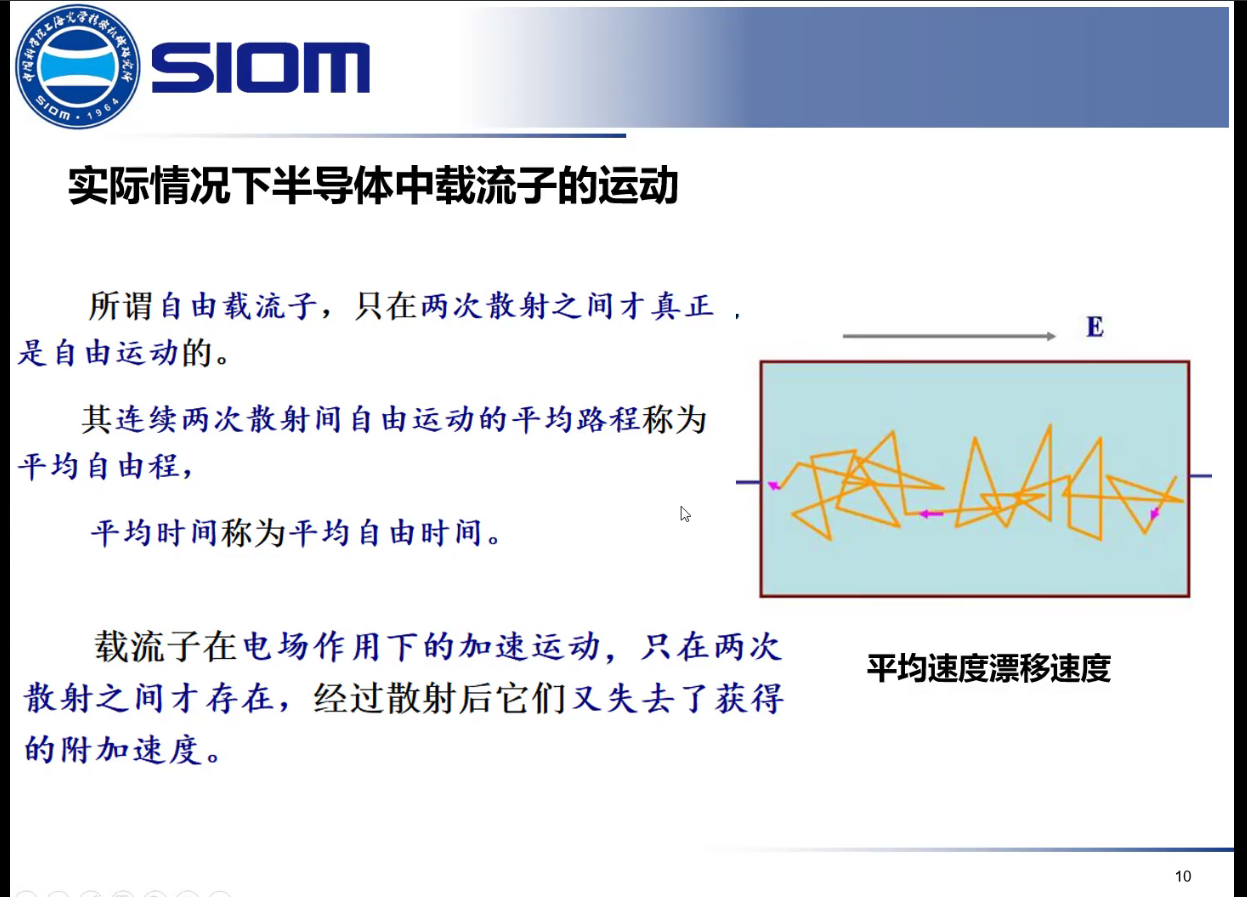 中国科学院上海光学精密机械研究所
SIOM · 1964
SIOM
实际情况下半导体中载流子的运动
所谓自由载流子，只在两次散射之间才真正
是自由运动的。
其连续两次散射间自由运动的平均路程称为
平均自由程，
平均时间称为平均自由时间。
载流子在电场作用下的加速运动，只在两次
散射之间才存在，经过散射后它们又失去了获得
的附加速度。
E
平均速度漂移速度
10